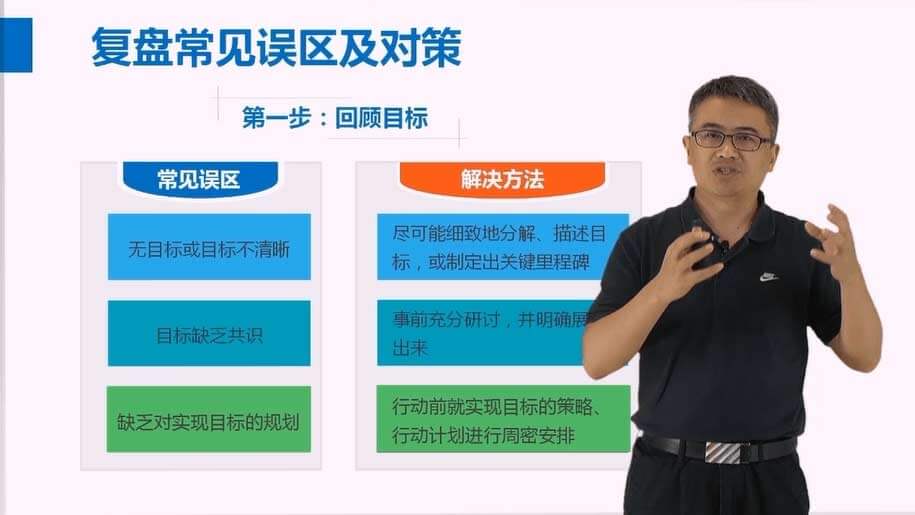 复盘常见误区及对策
第一步：回顾目标
常见误区
无目标或目标不清晰
目标缺乏共识
缺乏对实现目标的规划
解决方法
尽可能细致地分解、描述目
标，或制定出关键里程碑
事前充分研讨，并明确展
出来
行动前就实现目标的策略、
行动计划进行周密安排